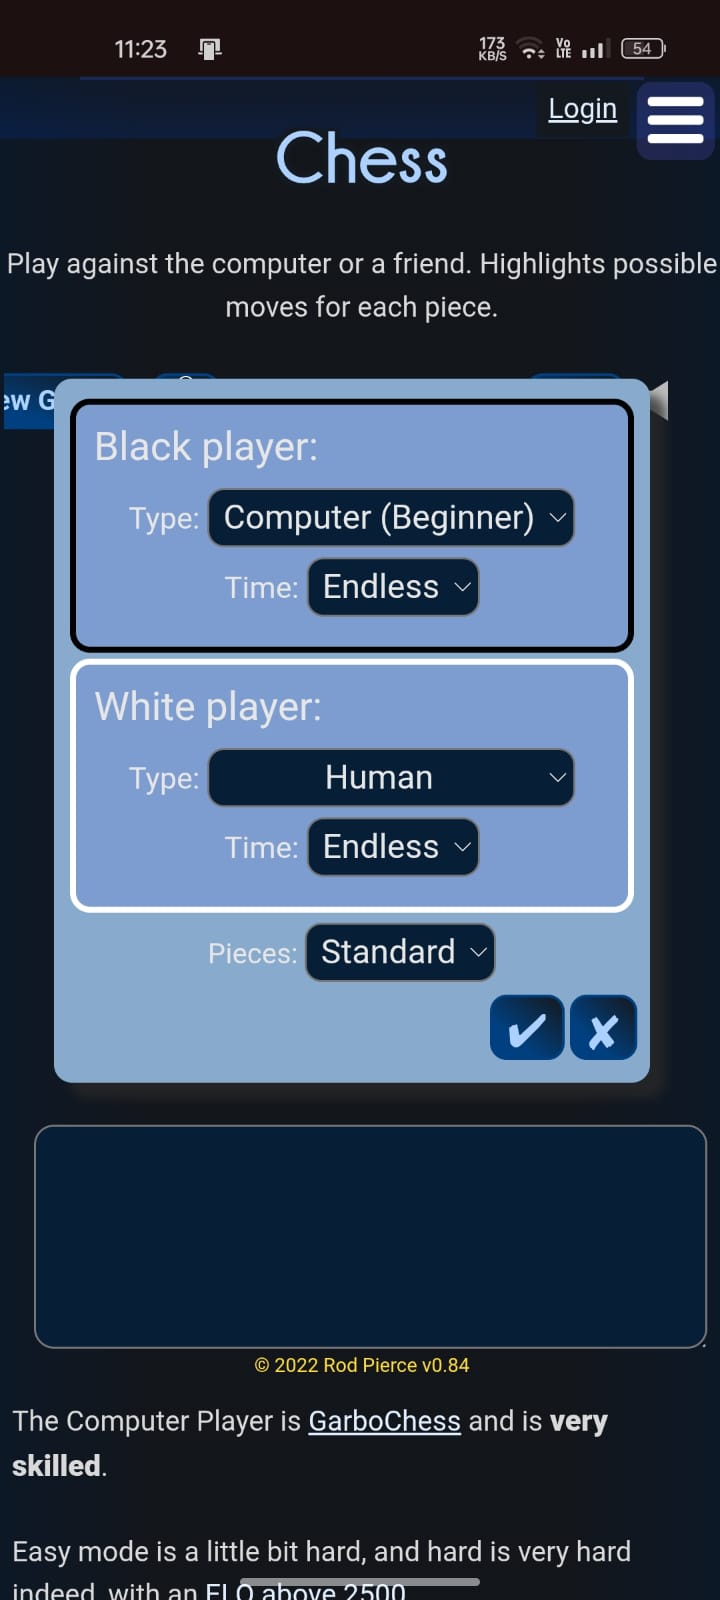 11:23
173
KB/S
VO
LTE
54
Login
Chess
Play against the computer or a friend. Highlights possible
moves for each piece.
ew G
Black player:
Type: Computer (Beginner)
Time: Endless
White player:
Type: Human
Time: Endless
Pieces: Standard
✔ ✘
© 2022 Rod Pierce v0.84
The Computer Player is GarboChess and is very
skilled.
Easy mode is a little bit hard, and hard is very hard
indeed, with an ELO above 2500